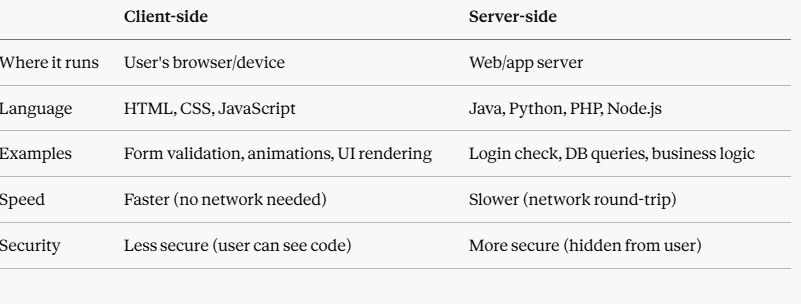 Client-side Server-side
Where it runs User's browser/device Web/app server
Language HTML, CSS, JavaScript Java, Python, PHP, Node.js
Examples Form validation, animations, UI rendering Login check, DB queries, business logic
Speed Faster (no network needed) Slower (network round-trip)
Security Less secure (user can see code) More secure (hidden from user)